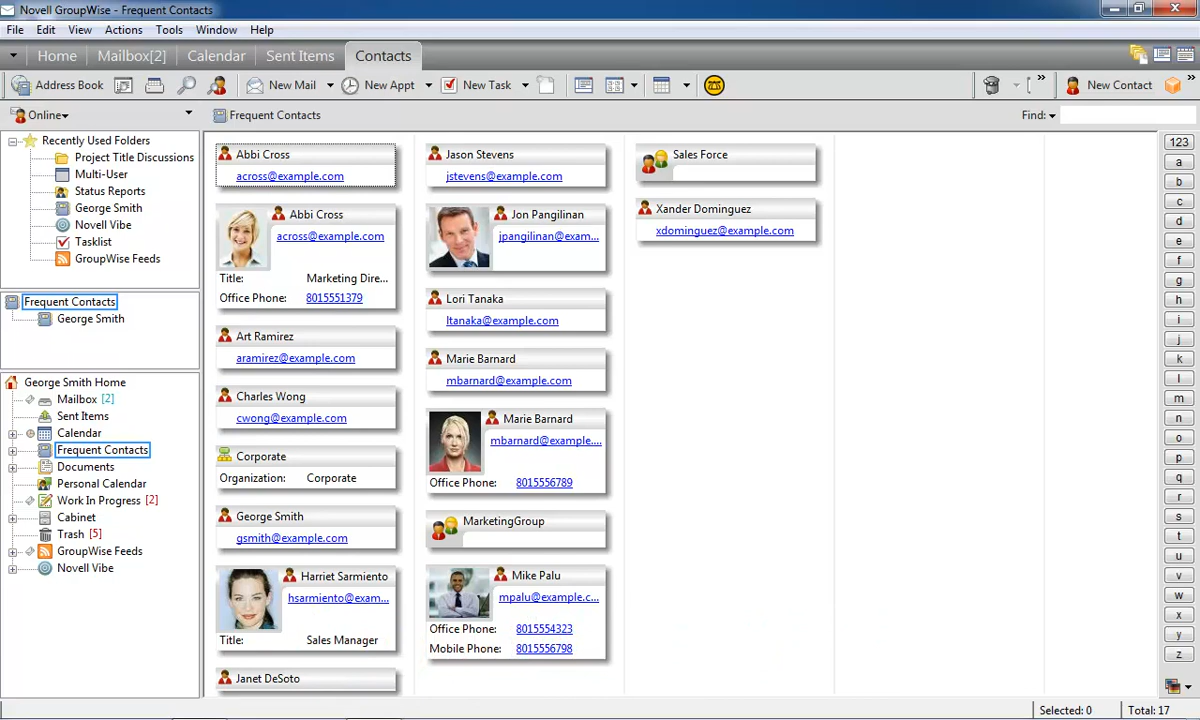 Novell GroupWise - Frequent Contacts
File Edit View Actions Tools Window Help
Home Mailbox[2] Calendar Sent Items Contacts
Address Book New Mail New Appt New Task » New Contact »
Online Frequent Contacts Find:
Recently Used Folders
Project Title Discussions
Multi-User
Status Reports
George Smith
Novell Vibe
Tasklist
GroupWise Feeds
Frequent Contacts
George Smith
George Smith Home
Mailbox [2]
Sent Items
Calendar
Frequent Contacts
Documents
Personal Calendar
Work In Progress [2]
Cabinet
Trash [5]
GroupWise Feeds
Novell Vibe
Abbi Cross
across@example.com
Abbi Cross
across@example.com
Title: Marketing Dire...
Office Phone: 8015551379
Art Ramirez
aramirez@example.com
Charles Wong
cwong@example.com
Corporate
Organization: Corporate
George Smith
gsmith@example.com
Harriet Sarmiento
hsarmiento@exam...
Title: Sales Manager
Janet DeSoto
Jason Stevens
jstevens@example.com
Jon Pangilinan
jpangilinan@exam...
Lori Tanaka
ltanaka@example.com
Marie Barnard
mbarnard@example.com
Marie Barnard
mbarnard@example....
Office Phone: 8015556789
MarketingGroup
Mike Palu
mpalu@example.c...
Office Phone: 8015554323
Mobile Phone: 8015556798
Sales Force
Xander Dominguez
xdominguez@example.com
123
a
b
c
d
e
f
g
h
i
j
k
l
m
n
o
p
q
r
s
t
u
v
w
x
y
z
Selected: 0 Total: 17